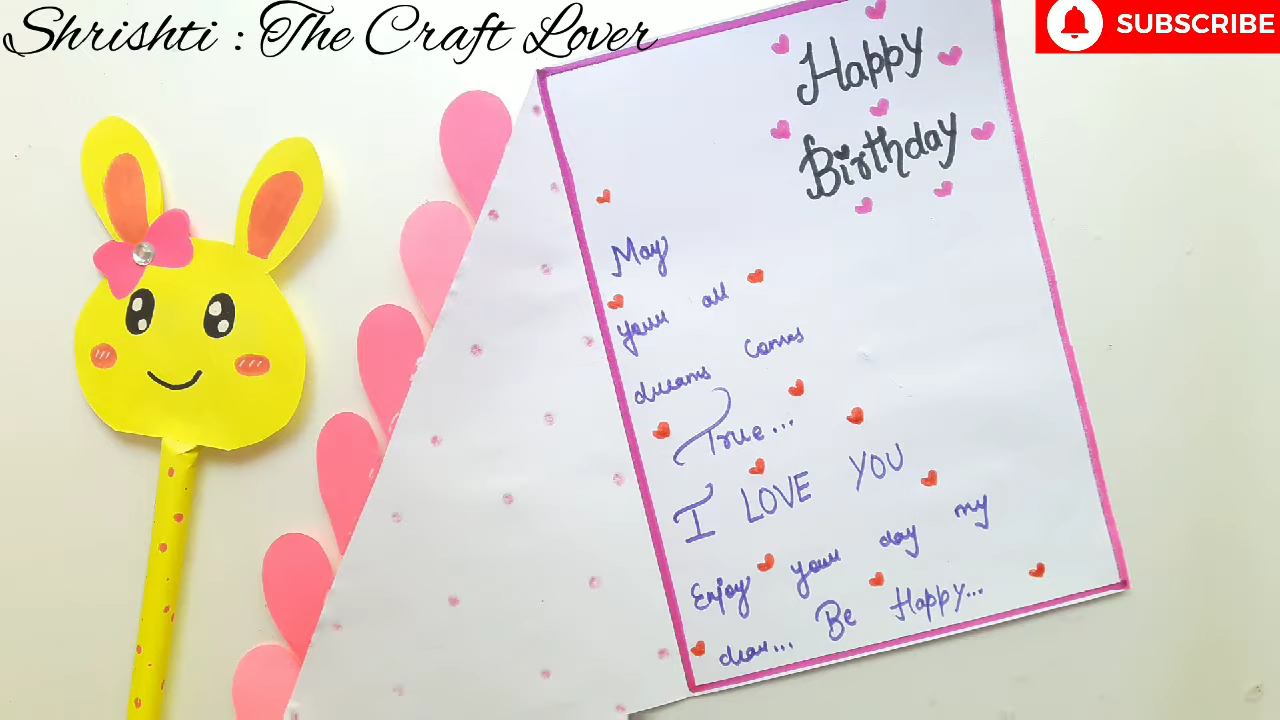 Shrishti : The Craft Lover
SUBSCRIBE
Happy
Birthday
May
your all
dreams comes
True...
I LOVE YOU
Enjoy your day my
dear... Be Happy...